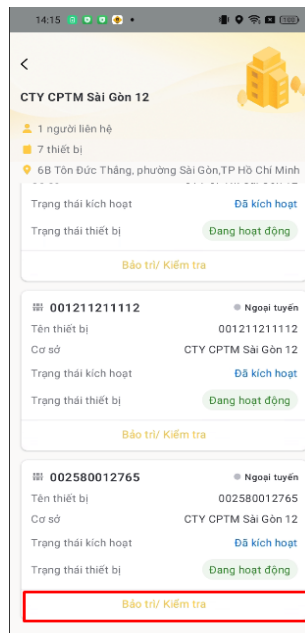 14:15
100
CTY CPTM Sài Gòn 12
1 người liên hệ
7 thiết bị
6B Tôn Đức Thắng, phường Sài Gòn,TP Hồ Chí Minh
Trạng thái kích hoạt Đã kích hoạt
Trạng thái thiết bị Đang hoạt động
Bảo trì/ Kiểm tra
001211211112 Ngoại tuyến
Tên thiết bị 001211211112
Cơ sở CTY CPTM Sài Gòn 12
Trạng thái kích hoạt Đã kích hoạt
Trạng thái thiết bị Đang hoạt động
Bảo trì/ Kiểm tra
002580012765 Ngoại tuyến
Tên thiết bị 002580012765
Cơ sở CTY CPTM Sài Gòn 12
Trạng thái kích hoạt Đã kích hoạt
Trạng thái thiết bị Đang hoạt động
Bảo trì/ Kiểm tra